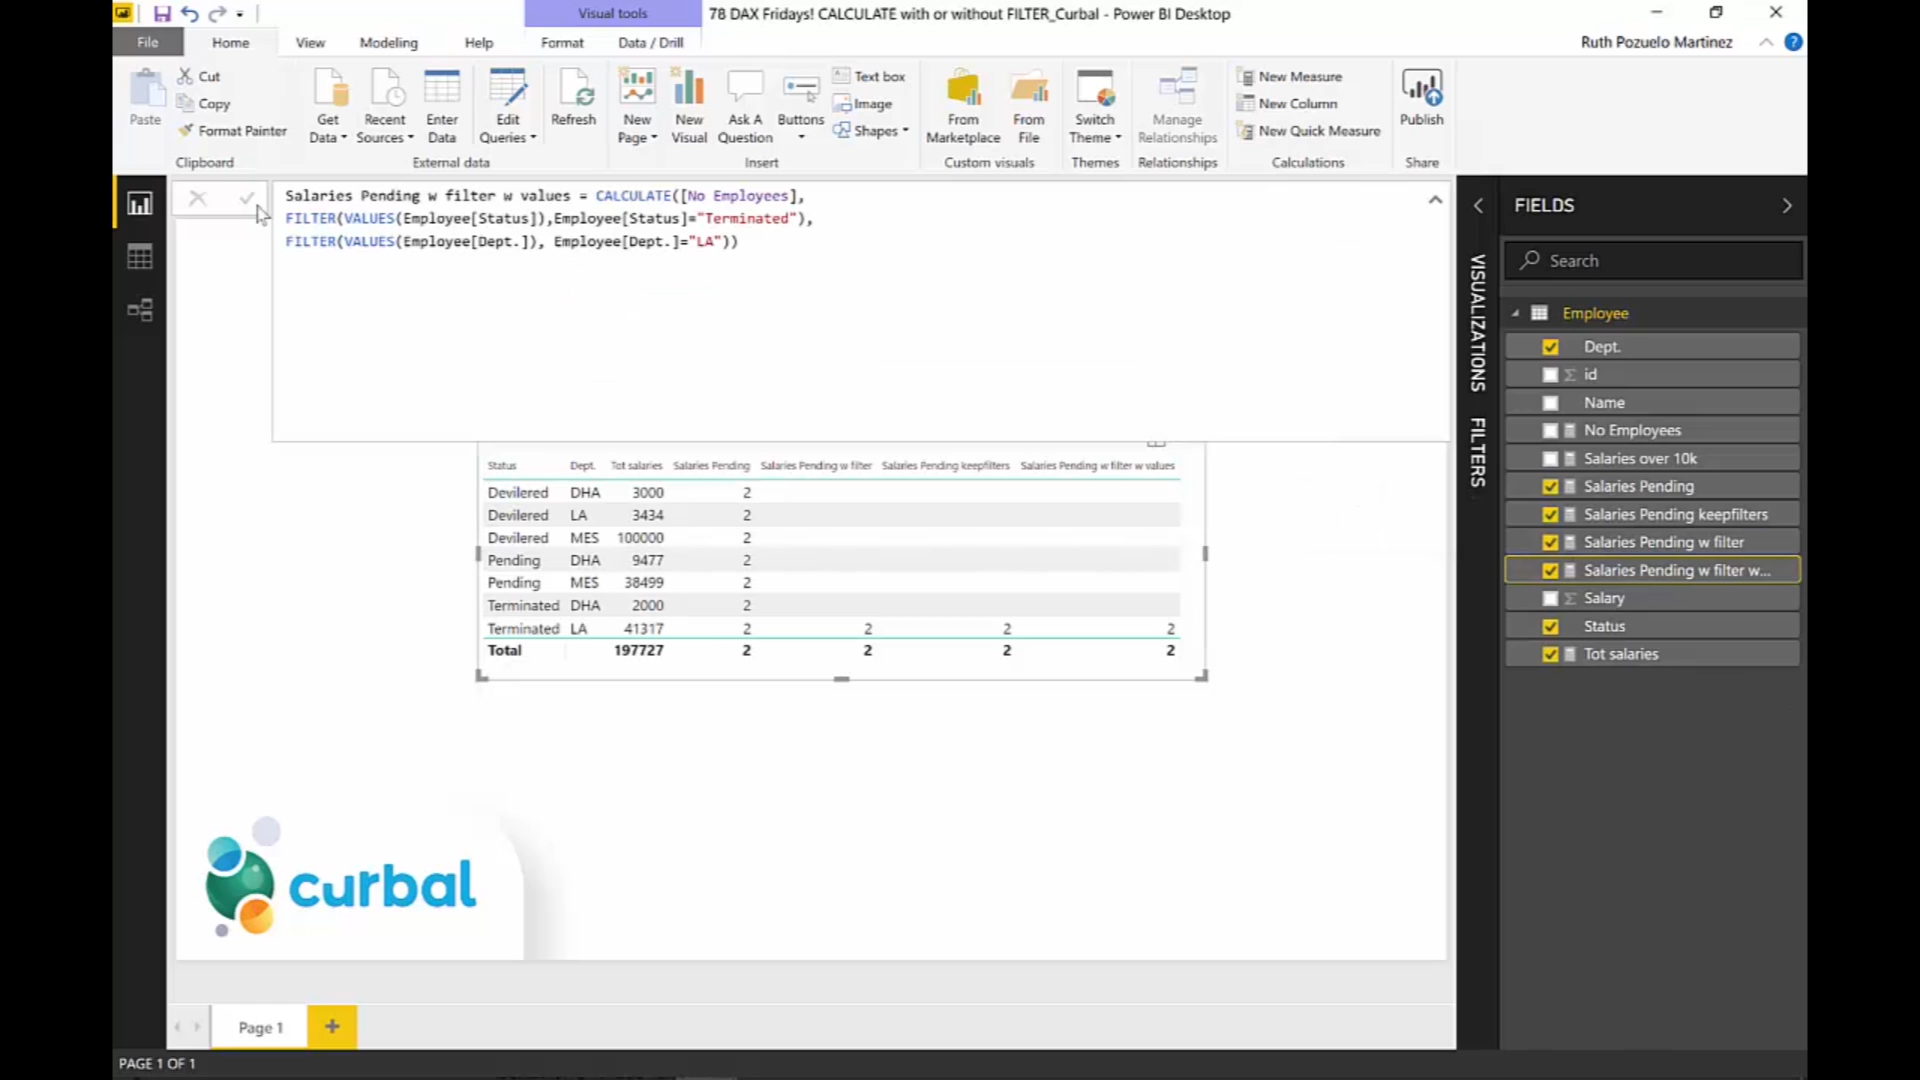 Visual tools
78 DAX Fridays! CALCULATE with or without FILTER_Curbal - Power BI Desktop
File Home View Modeling Help Format Data / Drill Ruth Pozuelo Martinez ?
Paste
Cut
Copy
Format Painter
Clipboard
Get Data
Recent Sources
Enter Data
Edit Queries
External data
Refresh
New Page
New Visual
Ask A Question
Buttons
Text box
Image
Shapes
Insert
From Marketplace
From File
Custom visuals
Switch Theme
Themes
Manage Relationships
Relationships
New Measure
New Column
New Quick Measure
Calculations
Publish
Share
Salaries Pending w filter w values = CALCULATE([No Employees],
FILTER(VALUES(Employee[Status]),Employee[Status]="Terminated"),
FILTER(VALUES(Employee[Dept.]), Employee[Dept.]="LA"))
Status Dept. Tot salaries Salaries Pending Salaries Pending w filter Salaries Pending keepfilters Salaries Pending w filter w values
Devilered DHA 3000 2
Devilered LA 3434 2
Devilered MES 100000 2
Pending DHA 9477 2
Pending MES 38499 2
Terminated DHA 2000 2
Terminated LA 41317 2 2 2 2
Total 197727 2 2 2 2
curbal
VISUALIZATIONS
FILTERS
FIELDS
Search
Employee
Dept.
Σ id
Name
No Employees
Salaries over 10k
Salaries Pending
Salaries Pending keepfilters
Salaries Pending w filter
Salaries Pending w filter w...
Σ Salary
Status
Tot salaries
Page 1
+
PAGE 1 OF 1